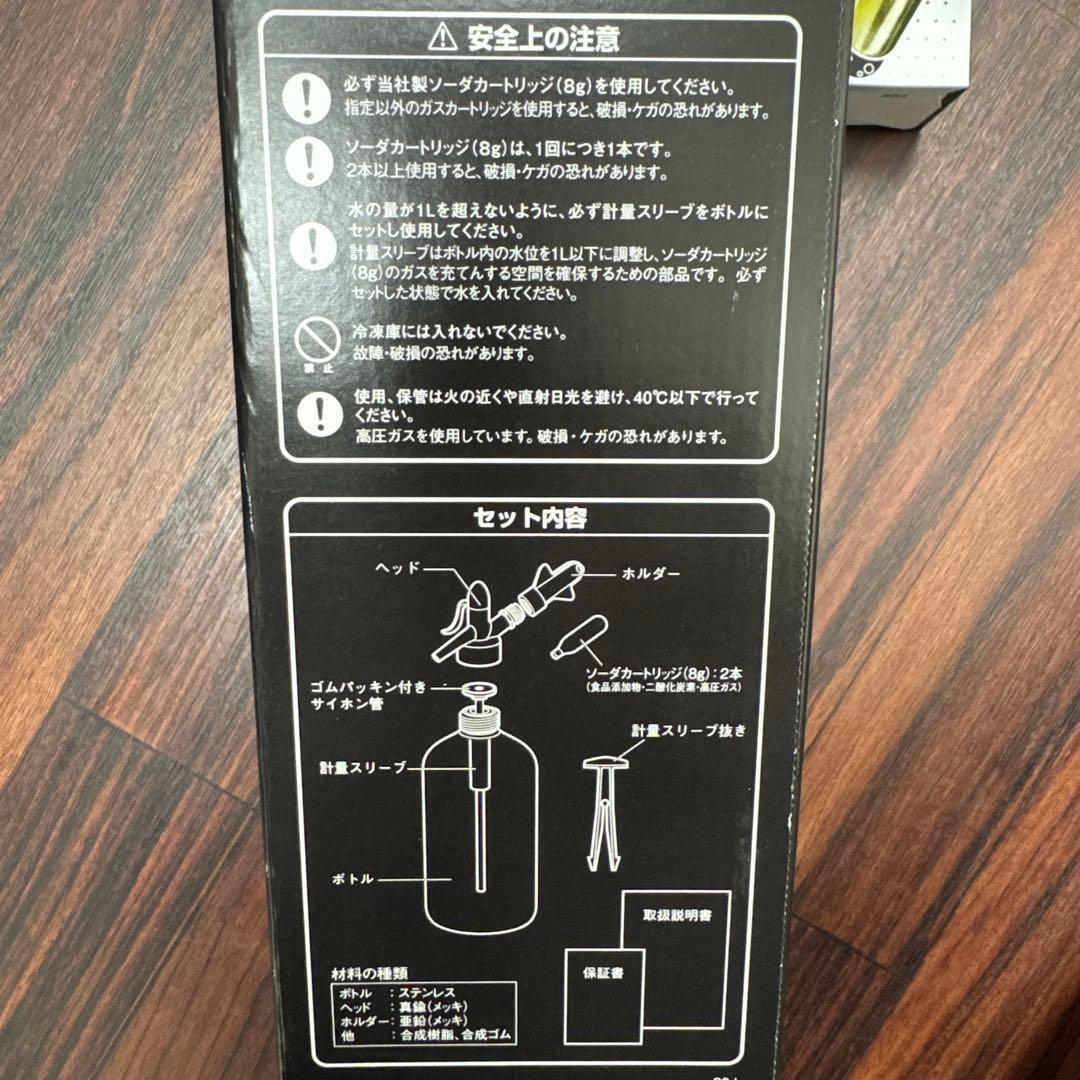 安全上の注意
必ず当社製ソーダカートリッジ(8g)を使用してください。
指定以外のガスカートリッジを使用すると、破損・ケガの恐れがあります。
ソーダカートリッジ(8g)は、1回につき1本です。
2本以上使用すると、破損・ケガの恐れがあります。
水の量が1Lを超えないように、必ず計量スリーブをボトルに
セットし使用してください。
計量スリーブはボトル内の水位を1L以下に調整し、ソーダカートリッジ
(8g)のガスを充てんする空間を確保するための部品です。必ず
セットした状態で水を入れてください。
冷凍庫には入れないでください。
故障・破損の恐れがあります。
禁止
使用、保管は火の近くや直射日光を避け、40℃以下で行って
ください。
高圧ガスを使用しています。破損・ケガの恐れがあります。
セット内容
ヘッド
ホルダー
ソーダカートリッジ(8g):2本
(食品添加物・二酸化炭素・高圧ガス)
ゴムパッキン付き
サイホン管
計量スリーブ抜き
計量スリーブ
ボトル
取扱説明書
保証書
材料の種類
ボトル :ステンレス
ヘッド :真鍮(メッキ)
ホルダー:亜鉛(メッキ)
他 :合成樹脂、合成ゴム